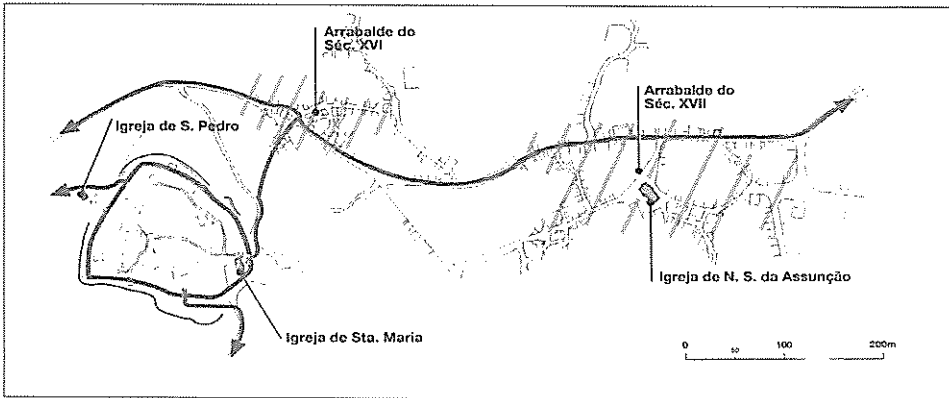 Arrabalde do
Séc. XVI
Arrabalde do
Séc. XVII
Igreja de S. Pedro
Igreja de N. S. da Assunção
Igreja de Sta. Maria
0 50 100 200m